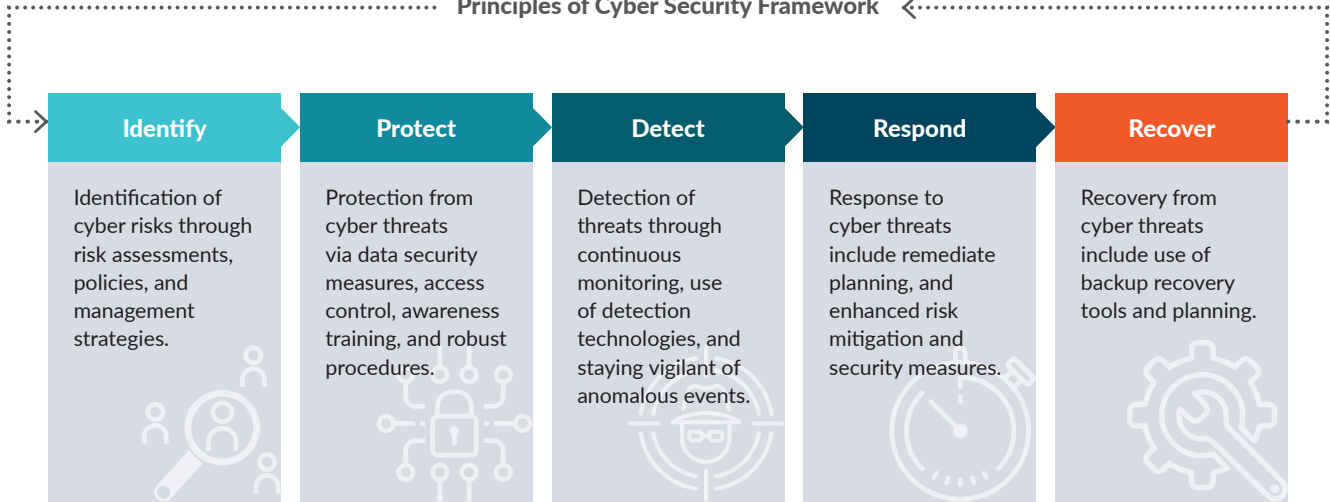 Principles of Cyber Security Framework
Identify
Identification of
cyber risks through
risk assessments,
policies, and
management
strategies.
Protect
Protection from
cyber threats
via data security
measures, access
control, awareness
training, and robust
procedures.
Detect
Detection of
threats through
continuous
monitoring, use
of detection
technologies, and
staying vigilant of
anomalous events.
Respond
Response to
cyber threats
include remediate
planning, and
enhanced risk
mitigation and
security measures.
Recover
Recovery from
cyber threats
include use of
backup recovery
tools and planning.